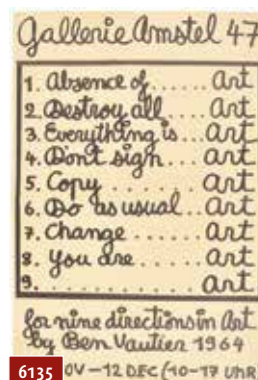 Gallerie Amstel 47
1. Absence of...... Art
2. Destroy all .... Art
3. Everything is... Art
4. Don't sign... Art
5. Copy ......... Art
6. Do as usual.. Art
7. Change ...... Art
8. You are .... Art
9. ............. Art
for nine directions in Art
by Ben Vautier 1964
6135 OV – 12 DEC (10-17 UHR